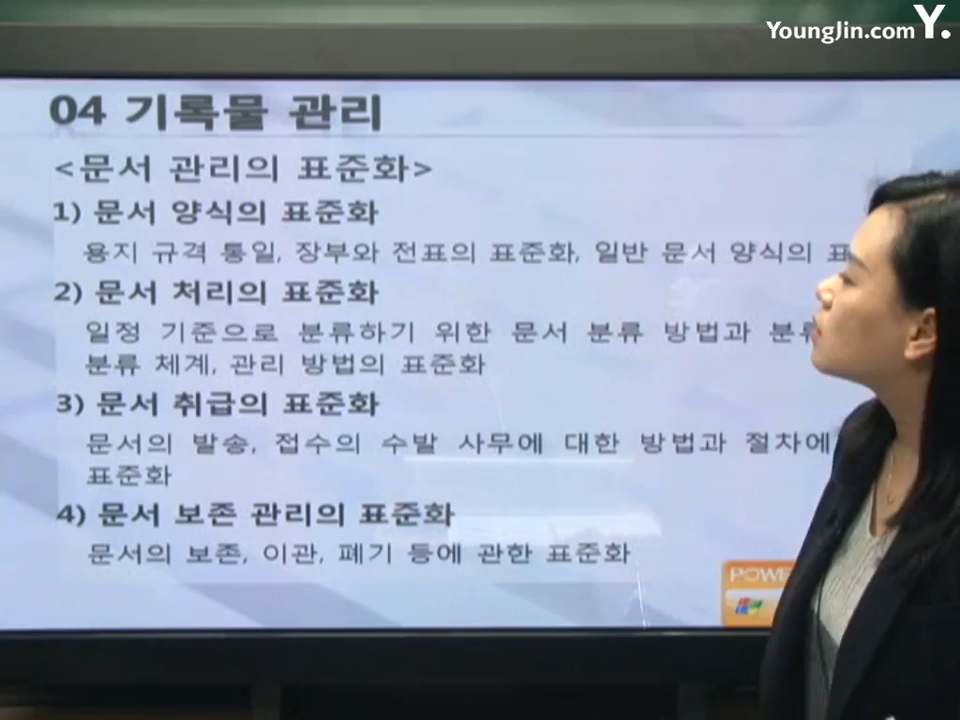 YoungJin.com Y.
04 기록물 관리
<문서 관리의 표준화>
1) 문서 양식의 표준화
용지 규격 통일, 장부와 전표의 표준화, 일반 문서 양식의
2) 문서 처리의 표준화
일정 기준으로 분류하기 위한 문서 분류 방법과
분류 체계, 관리 방법의 표준화
3) 문서 취급의 표준화
문서의 발송, 접수의 수발 사무에 대한 방법과 절차에
표준화
4) 문서 보존 관리의 표준화
문서의 보존, 이관, 폐기 등에 관한 표준화